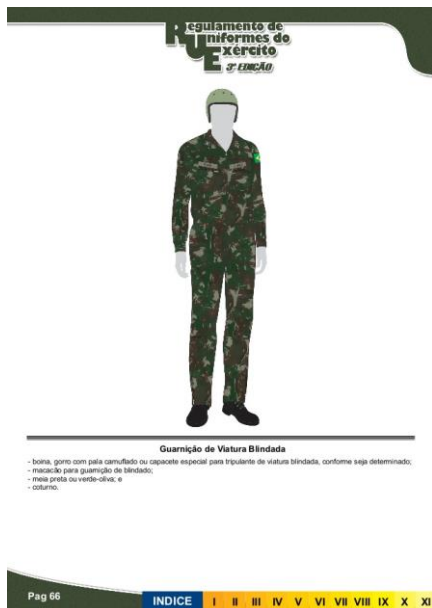 Regulamento de
Uniformes do
Exército
3ª EDIÇÃO
Guarnição de Viatura Blindada
- boina, gorro com pala camuflado ou capacete especial para tripulante de viatura blindada, conforme seja determinado;
- macacão para guarnição de blindado;
- meia preta ou verde-oliva; e
- coturno.
Pag 66 INDICE I II III IV V VI VII VIII IX X XI